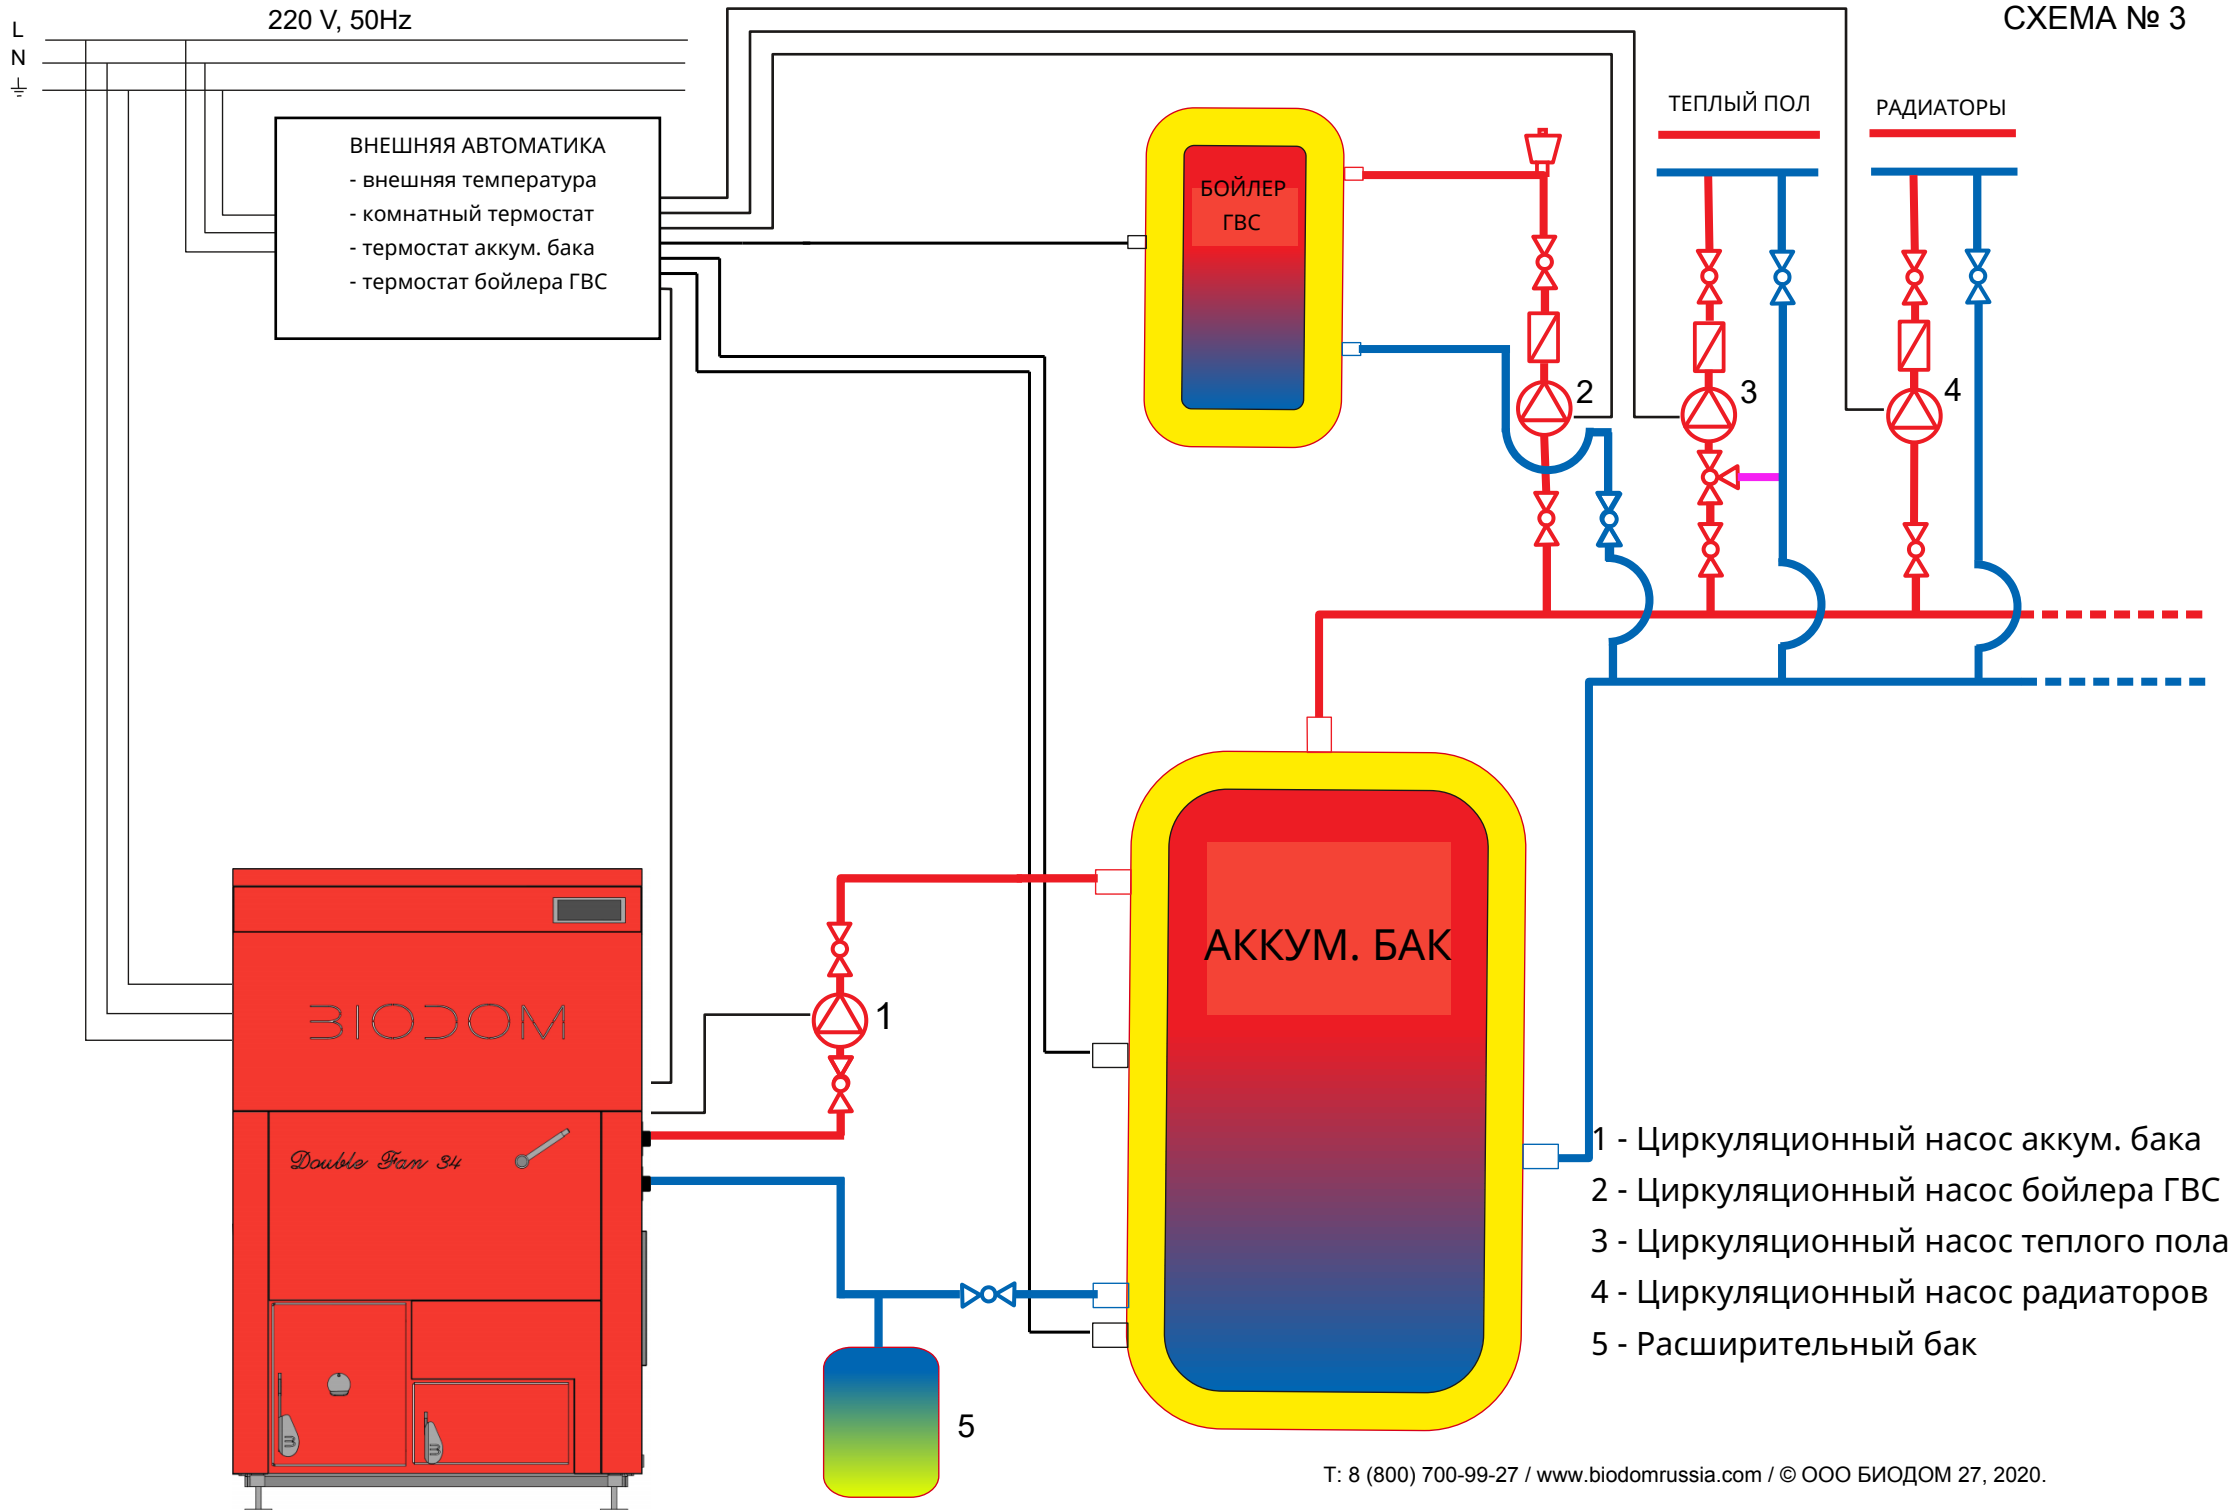 220 V, 50Hz
СХЕМА № 3
L
N
ВНЕШНЯЯ АВТОМАТИКА
- внешняя температура
- комнатный термостат
- термостат аккум. бака
- термостат бойлера ГВС
БОЙЛЕР
ГВС
ТЕПЛЫЙ ПОЛ
РАДИАТОРЫ
2
3
4
АККУМ. БАК
BIODOM
1
Double Fan 34
5
1 - Циркуляционный насос аккум. бака
2 - Циркуляционный насос бойлера ГВС
3 - Циркуляционный насос теплого пола
4 - Циркуляционный насос радиаторов
5 - Расширительный бак
Т: 8 (800) 700-99-27 / www.biodomrussia.com / © ООО БИОДОМ 27, 2020.